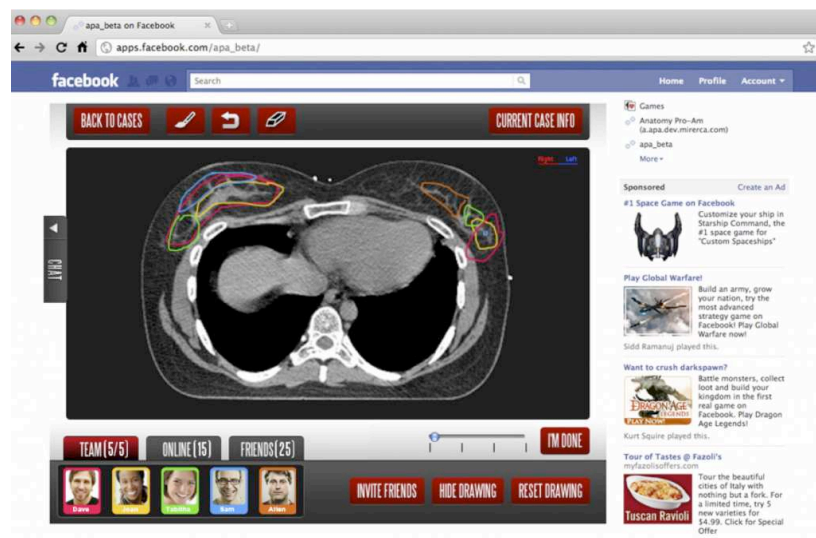 apa_beta on Facebook
apps.facebook.com/apa_beta/
facebook
Search
Home Profile Account
BACK TO CASES
CURRENT CASE INFO
Right Left
CHAT
TEAM (5/5)
ONLINE (15)
FRIENDS (25)
I'M DONE
Dave
Joan
Tabitha
Sam
Allen
INVITE FRIENDS
HIDE DRAWING
RESET DRAWING
Games
Anatomy Pro-Am
(a.apa.dev.mirerca.com)
apa_beta
More
Sponsored
Create an Ad
#1 Space Game on Facebook
Customize your ship in
Starship Command, the
#1 space game for
"Custom Spaceships"
Play Global Warfare!
Build an army, grow
your nation, try the
most advanced
strategy game on
Facebook! Play Global
Warfare now!
Sidd Ramanuj played this.
Want to crush darkspawn?
Battle monsters, collect
loot and build your
kingdom in the first
real game on
Facebook. Play Dragon
Age Legends!
DRAGON AGE
LEGENDS
PLAY NOW!
Kurt Squire played this.
Tour of Tastes @ Fazoli's
myfazolisoffers.com
Tour the beautiful
cities of Italy with
nothing but a fork. For
a limited time, try 5
new varieties for
$4.99. Click for Special
Offer
Tuscan Ravioli